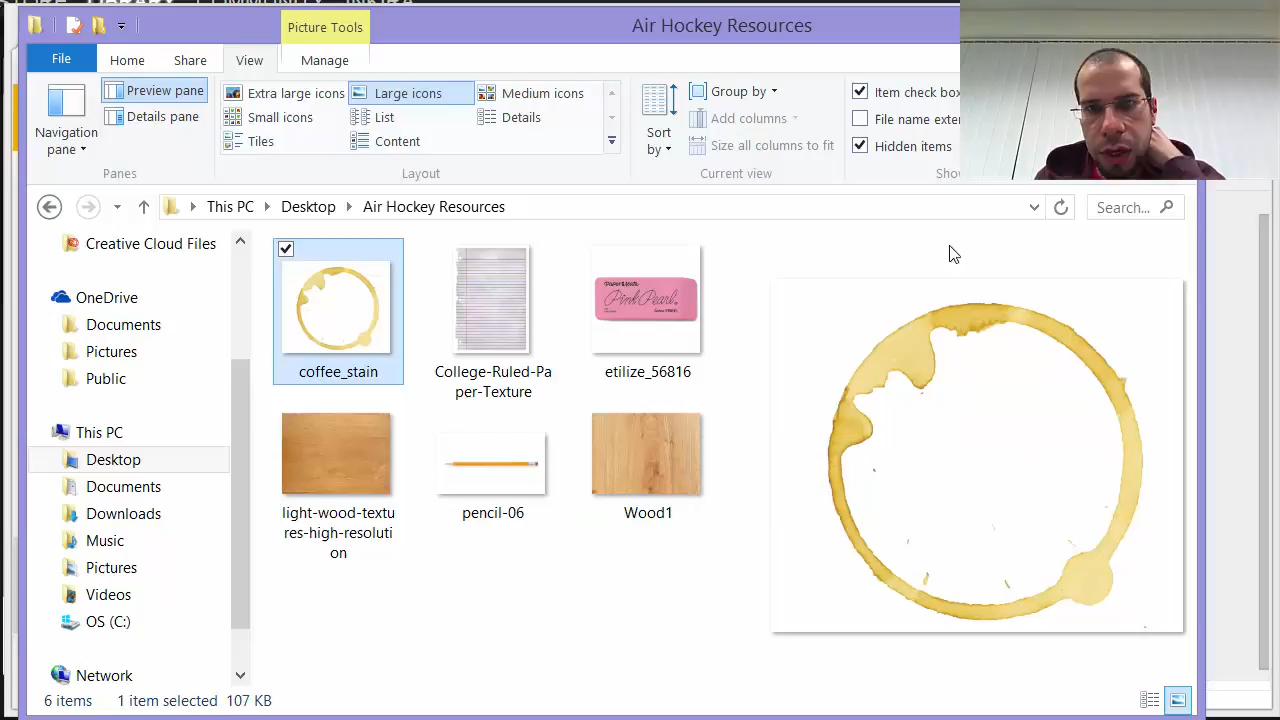 Picture Tools
Air Hockey Resources
File
Home
Share
View
Manage
Navigation pane
Preview pane
Details pane
Panes
Extra large icons
Large icons
Medium icons
Small icons
List
Details
Tiles
Content
Layout
Sort by
Group by
Add columns
Size all columns to fit
Current view
Item check box
File name exten
Hidden items
Sho
This PC
Desktop
Air Hockey Resources
Search...
Creative Cloud Files
OneDrive
Documents
Pictures
Public
This PC
Desktop
Documents
Downloads
Music
Pictures
Videos
OS (C:)
Network
coffee_stain
College-Ruled-Pa
per-Texture
Pink Pearl
etilize_56816
light-wood-textu
res-high-resoluti
on
pencil-06
Wood1
6 items
1 item selected
107 KB